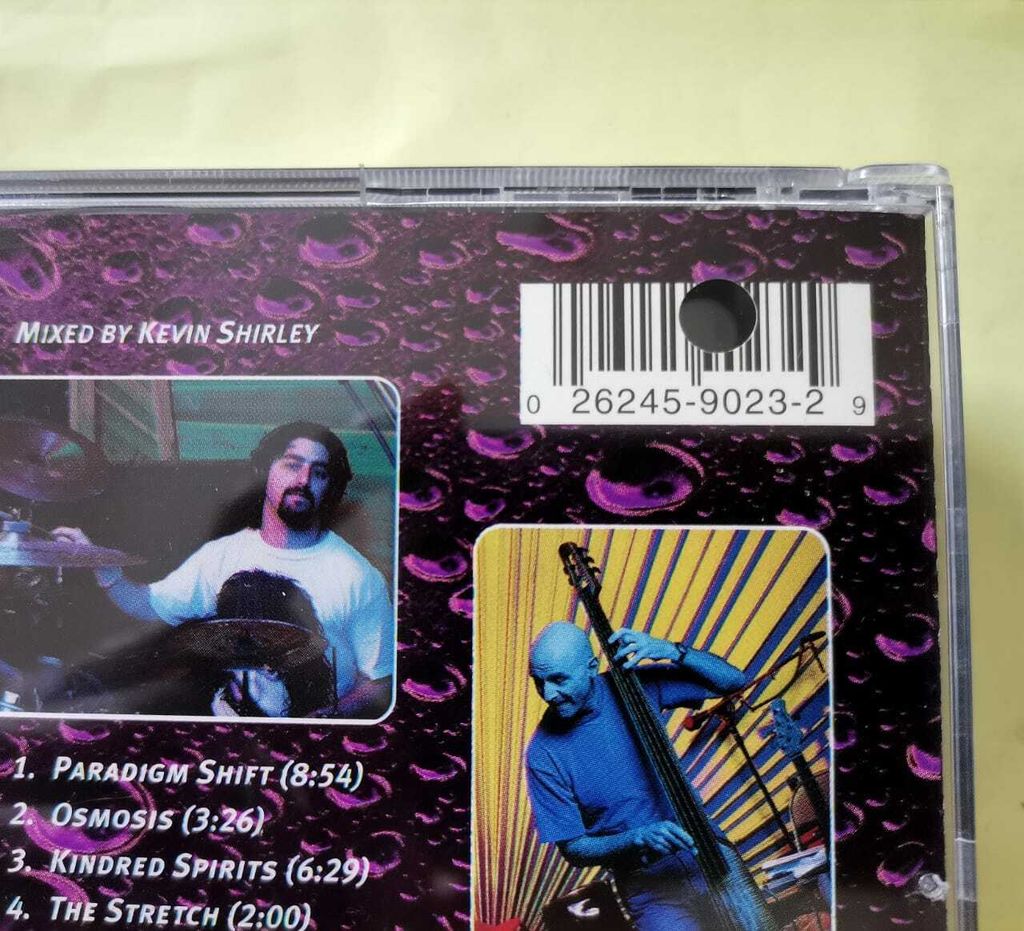 MIXED BY KEVIN SHIRLEY
0 26245-9023-2 9
1. PARADIGM SHIFT (8:54)
2. OSMOSIS (3:26)
3. KINDRED SPIRITS (6:29)
4. THE STRETCH (2:00)